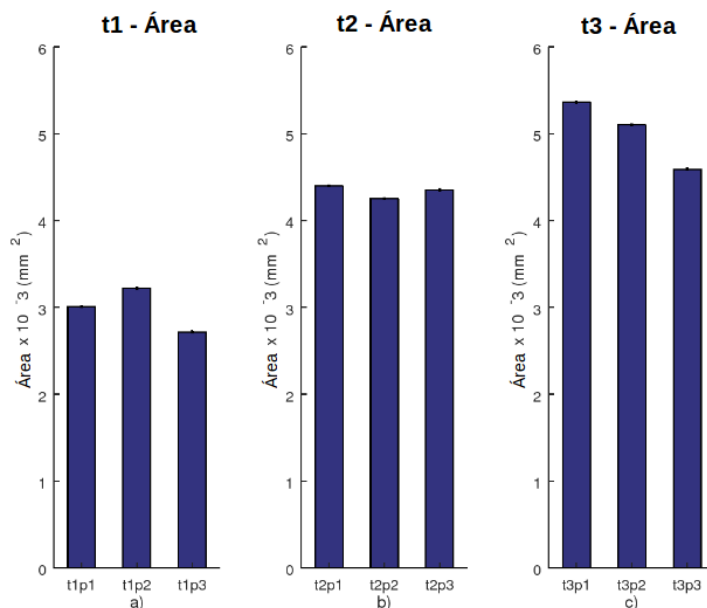 t1 - Área
6
5
4
3
2
1
0
Área x 10 ⁻3 (mm ²)
t1p1 t1p2 t1p3
a)
t2 - Área
6
5
4
3
2
1
0
Área x 10 ⁻3 (mm ²)
t2p1 t2p2 t2p3
b)
t3 - Área
6
5
4
3
2
1
0
Área x 10 ⁻3 (mm ²)
t3p1 t3p2 t3p3
c)